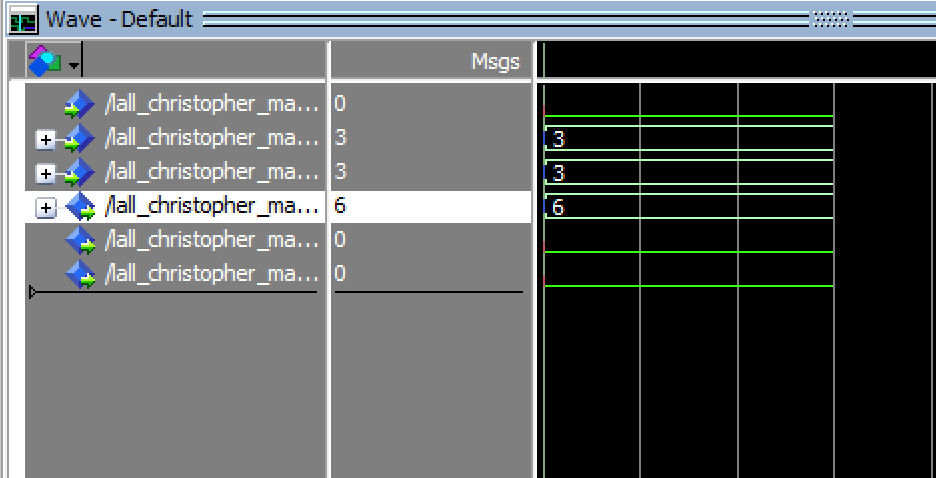 Wave - Default
Msgs
/lall_christopher_ma... 0
/lall_christopher_ma... 3 3
/lall_christopher_ma... 3 3
/lall_christopher_ma... 6 6
/lall_christopher_ma... 0
/lall_christopher_ma... 0